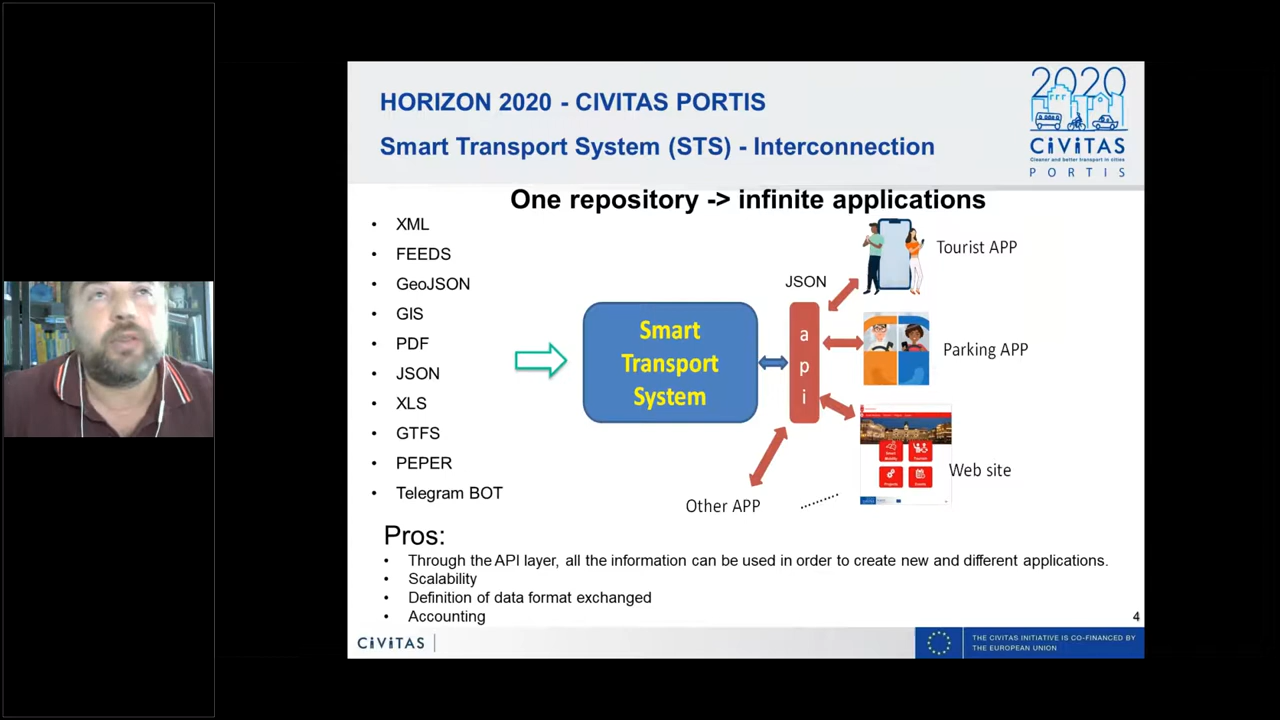 HORIZON 2020 - CIVITAS PORTIS
Smart Transport System (STS) - Interconnection
2020
CIVITAS
Cleaner and better transport in cities
PORTIS
One repository -> infinite applications
• XML
• FEEDS
• GeoJSON
• GIS
• PDF
• JSON
• XLS
• GTFS
• PEPER
• Telegram BOT
Smart
Transport
System
JSON
a
p
i
Tourist APP
Parking APP
Web site
Other APP
Pros:
• Through the API layer, all the information can be used in order to create new and different applications.
• Scalability
• Definition of data format exchanged
• Accounting
4
CIVITAS
THE CIVITAS INITIATIVE IS CO-FINANCED BY
THE EUROPEAN UNION